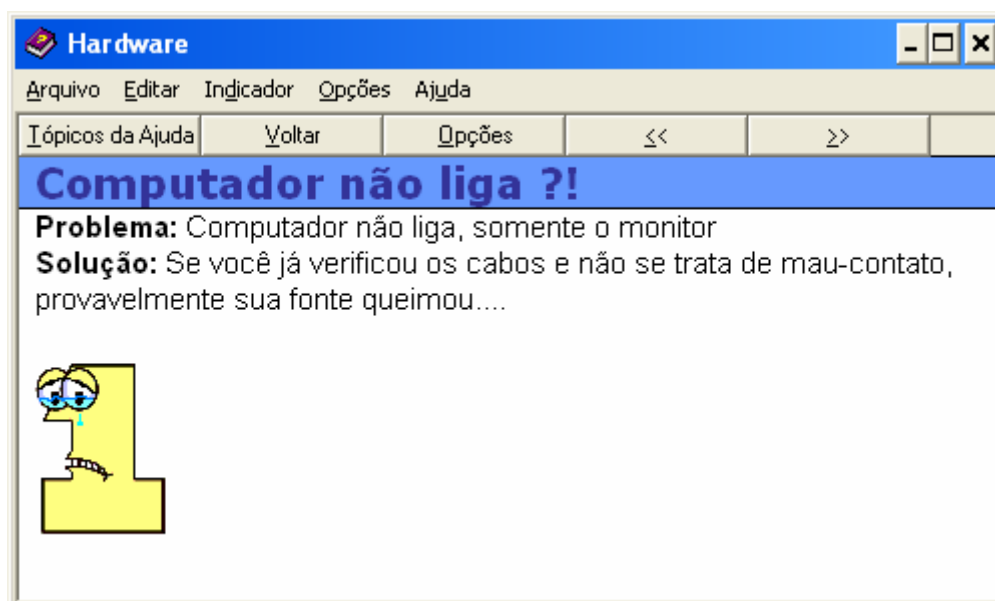 Hardware
Arquivo Editar Indicador Opções Ajuda
Tópicos da Ajuda Voltar Opções << >>
Computador não liga ?!
Problema: Computador não liga, somente o monitor
Solução: Se você já verificou os cabos e não se trata de mau-contato,
provavelmente sua fonte queimou....